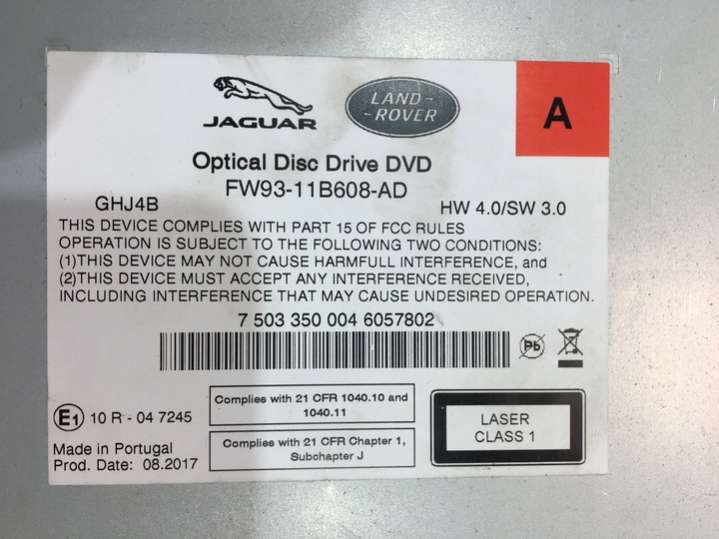 JAGUAR
LAND-
-ROVER
A
Optical Disc Drive DVD
FW93-11B608-AD
GHJ4B
HW 4.0/SW 3.0
THIS DEVICE COMPLIES WITH PART 15 OF FCC RULES
OPERATION IS SUBJECT TO THE FOLLOWING TWO CONDITIONS:
(1)THIS DEVICE MAY NOT CAUSE HARMFULL INTERFERENCE, and
(2)THIS DEVICE MUST ACCEPT ANY INTERFERENCE RECEIVED,
INCLUDING INTERFERENCE THAT MAY CAUSE UNDESIRED OPERATION.
7 503 350 004 6057802
Pb
E1 10 R - 04 7245
Complies with 21 CFR 1040.10 and
1040.11
Complies with 21 CFR Chapter 1,
Subchapter J
LASER
CLASS 1
Made in Portugal
Prod. Date: 08.2017